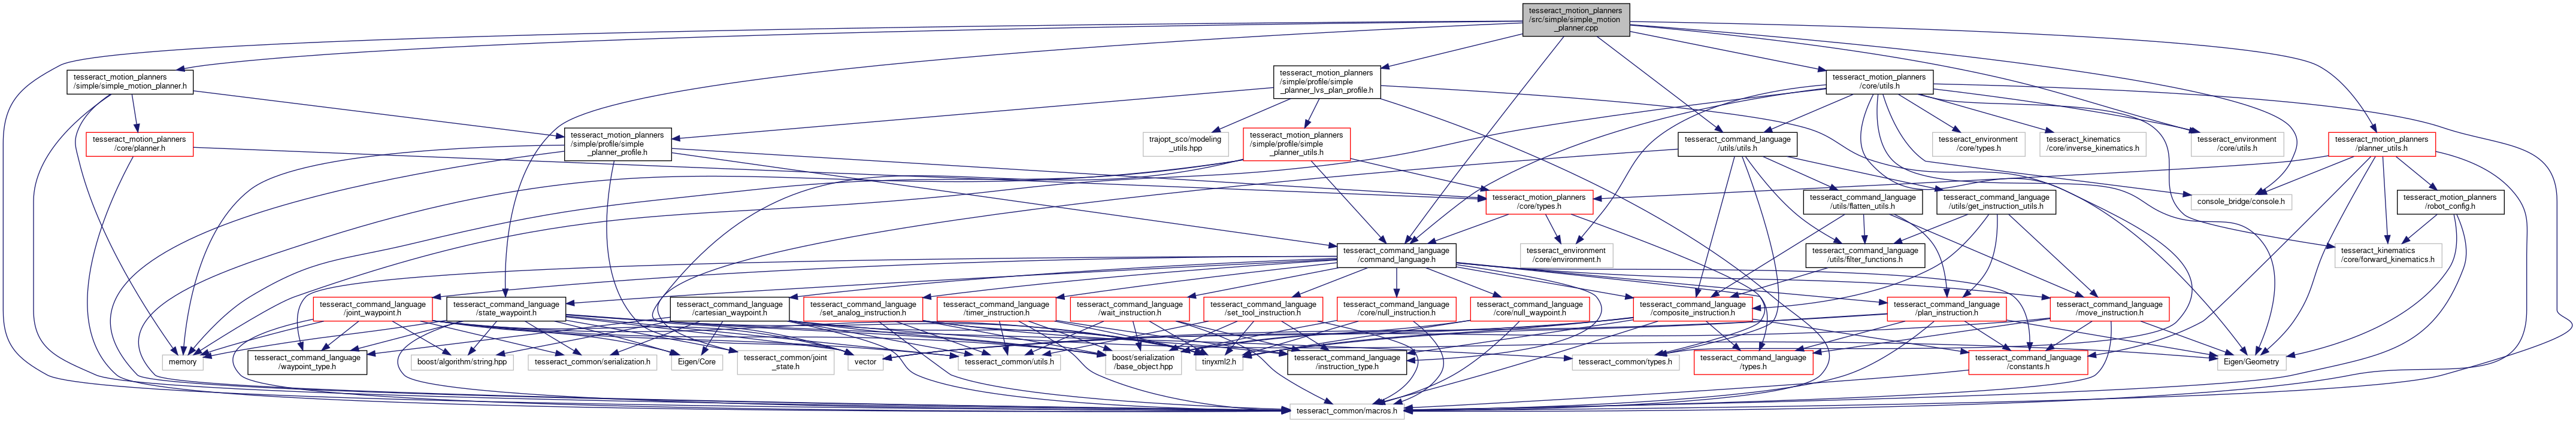 tesseract_motion_planners
/src/simple/simple_motion
_planner.cpp
tesseract_motion_planners
/simple/simple_motion_planner.h
tesseract_motion_planners
/simple/profile/simple
_planner_lvs_plan_profile.h
tesseract_motion_planners
/core/utils.h
tesseract_motion_planners
/core/planner.h
tesseract_motion_planners
/simple/profile/simple
_planner_profile.h
trajopt_sco/modeling
_utils.hpp
tesseract_motion_planners
/simple/profile/simple
_planner_utils.h
tesseract_command_language
/utils/utils.h
tesseract_environment
/core/types.h
tesseract_kinematics
/core/inverse_kinematics.h
tesseract_environment
/core/utils.h
tesseract_motion_planners
/planner_utils.h
tesseract_motion_planners
/core/types.h
tesseract_command_language
/utils/flatten_utils.h
tesseract_command_language
/utils/get_instruction_utils.h
console_bridge/console.h
tesseract_motion_planners
/robot_config.h
tesseract_command_language
/command_language.h
tesseract_environment
/core/environment.h
tesseract_command_language
/utils/filter_functions.h
tesseract_kinematics
/core/forward_kinematics.h
tesseract_command_language
/joint_waypoint.h
tesseract_command_language
/state_waypoint.h
tesseract_command_language
/cartesian_waypoint.h
tesseract_command_language
/set_analog_instruction.h
tesseract_command_language
/timer_instruction.h
tesseract_command_language
/wait_instruction.h
tesseract_command_language
/set_tool_instruction.h
tesseract_command_language
/core/null_instruction.h
tesseract_command_language
/core/null_waypoint.h
tesseract_command_language
/composite_instruction.h
tesseract_command_language
/plan_instruction.h
tesseract_command_language
/move_instruction.h
memory
tesseract_command_language
/waypoint_type.h
boost/algorithm/string.hpp
tesseract_common/serialization.h
Eigen/Core
tesseract_common/joint
_state.h
vector
tesseract_common/utils.h
boost/serialization
/base_object.hpp
tinyxml2.h
tesseract_command_language
/instruction_type.h
tesseract_common/types.h
tesseract_command_language
/types.h
tesseract_command_language
/constants.h
Eigen/Geometry
tesseract_common/macros.h